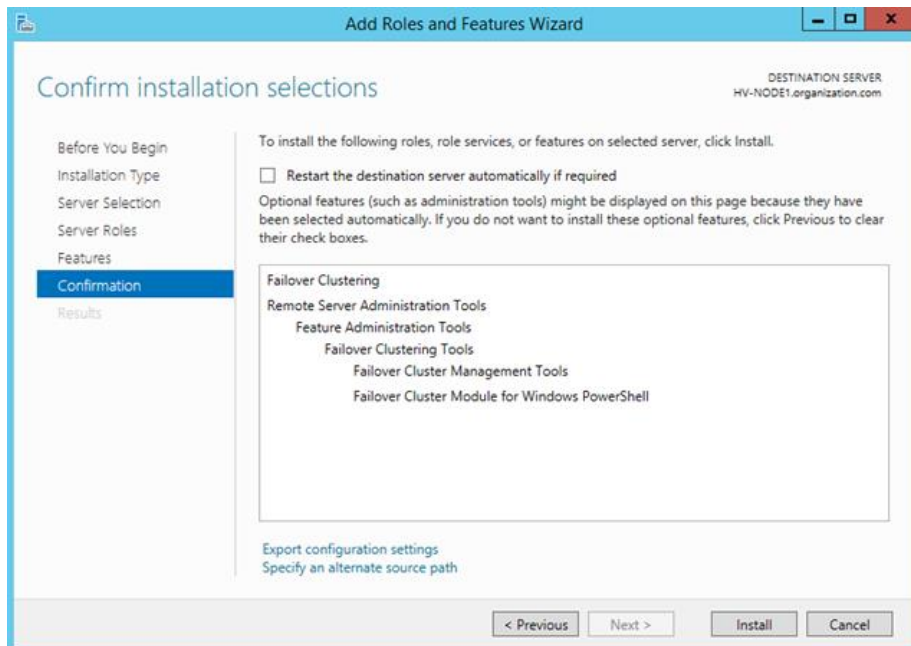 Add Roles and Features Wizard
Confirm installation selections
DESTINATION SERVER
HV-NODE1.organization.com
Before You Begin
Installation Type
Server Selection
Server Roles
Features
Confirmation
Results
To install the following roles, role services, or features on selected server, click Install.
Restart the destination server automatically if required
Optional features (such as administration tools) might be displayed on this page because they have
been selected automatically. If you do not want to install these optional features, click Previous to clear
their check boxes.
Failover Clustering
Remote Server Administration Tools
Feature Administration Tools
Failover Clustering Tools
Failover Cluster Management Tools
Failover Cluster Module for Windows PowerShell
Export configuration settings
Specify an alternate source path
< Previous
Next >
Install
Cancel